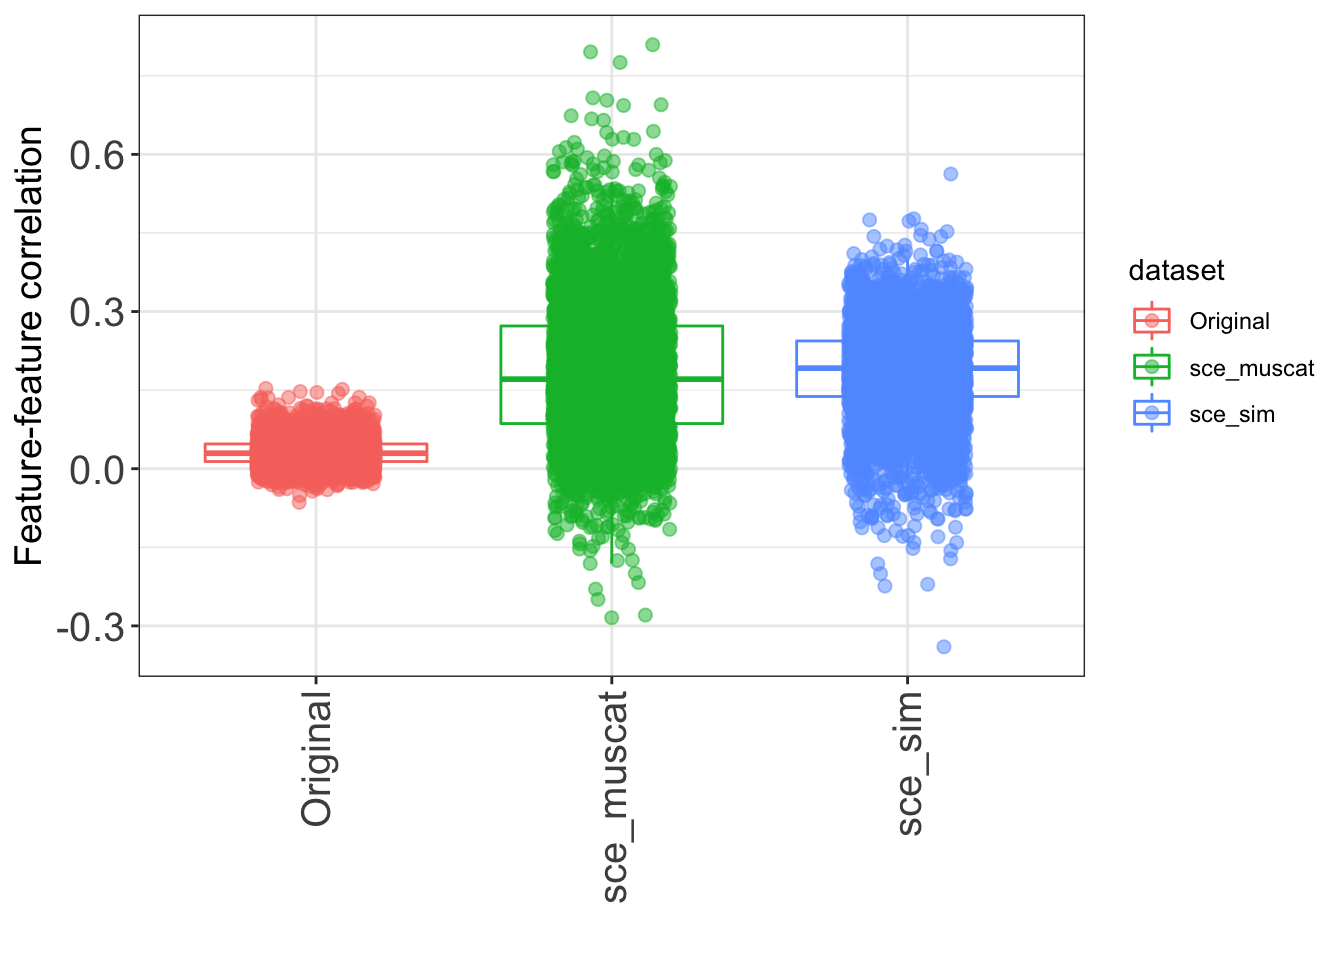 Feature-feature correlation
0.6
0.3
0.0
-0.3
Original
sce_muscat
sce_sim
dataset
Original
sce_muscat
sce_sim